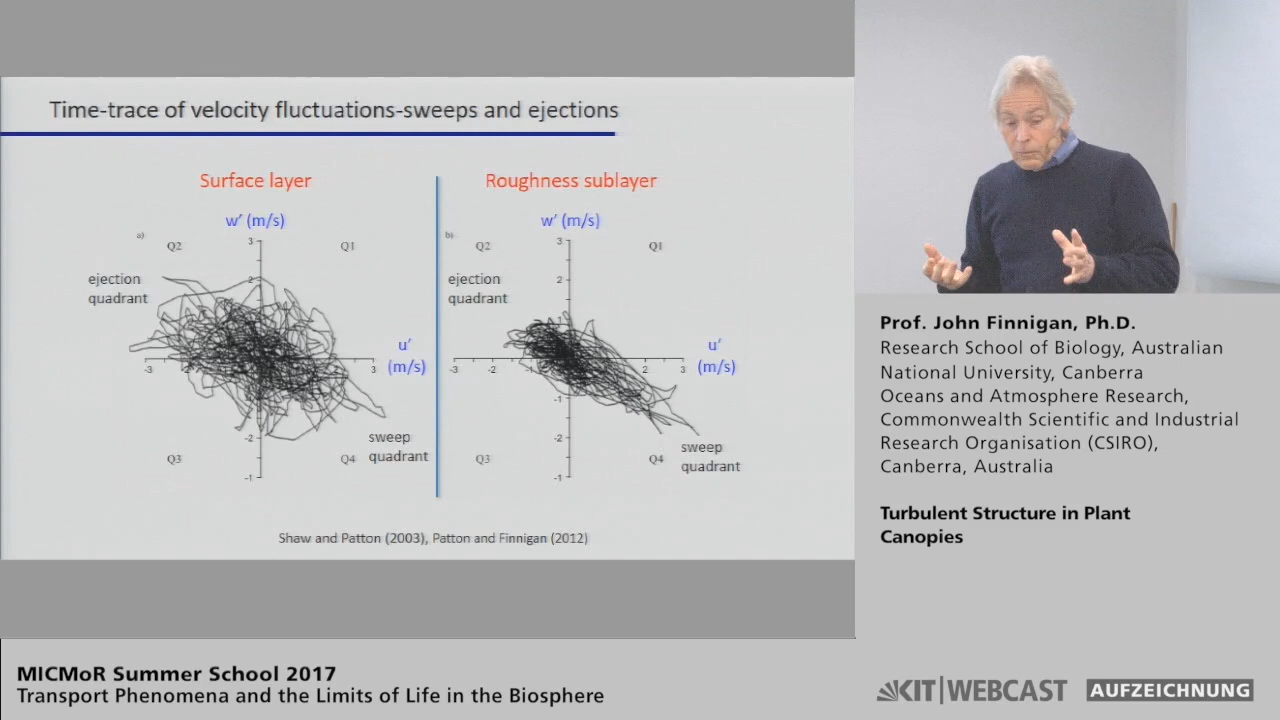 Time-trace of velocity fluctuations-sweeps and ejections
Surface layer
w' (m/s)
a)
Q2
3
Q1
ejection
quadrant
2
u'
(m/s)
-3
3
-2
sweep
quadrant
Q3
Q4
-1
Roughness sublayer
w' (m/s)
b)
Q2
3
Q1
ejection
quadrant
2
1
u'
(m/s)
-3
-2
-1
2
3
-1
-2
sweep
quadrant
Q3
Q4
-1
Shaw and Patton (2003), Patton and Finnigan (2012)
Prof. John Finnigan, Ph.D.
Research School of Biology, Australian
National University, Canberra
Oceans and Atmosphere Research,
Commonwealth Scientific and Industrial
Research Organisation (CSIRO),
Canberra, Australia
Turbulent Structure in Plant
Canopies
MICMoR Summer School 2017
Transport Phenomena and the Limits of Life in the Biosphere
KIT|WEBCAST
AUFZEICHNUNG